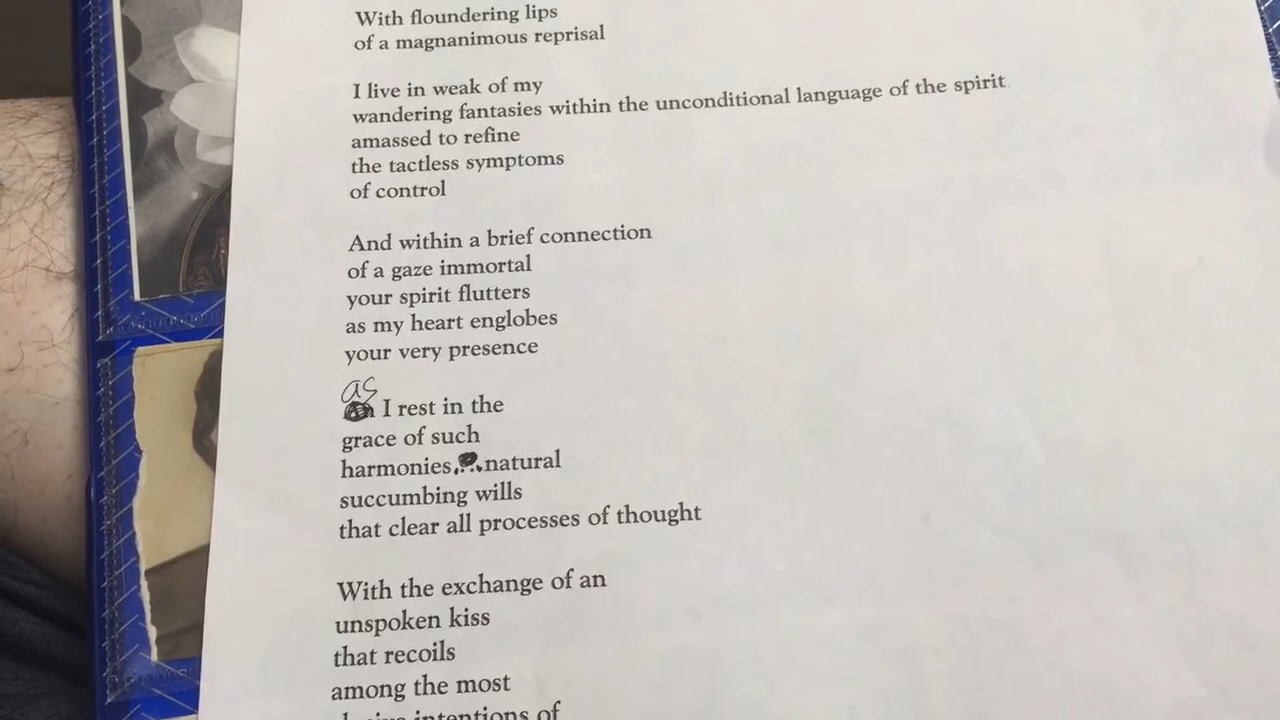 With floundering lips
of a magnanimous reprisal
I live in weak of my
wandering fantasies within the unconditional language of the spirit
amassed to refine
the tactless symptoms
of control
And within a brief connection
of a gaze immortal
your spirit flutters
as my heart englobes
your very presence
as
I rest in the
grace of such
harmonies, natural
succumbing wills
that clear all processes of thought
With the exchange of an
unspoken kiss
that recoils
among the most
intentions of